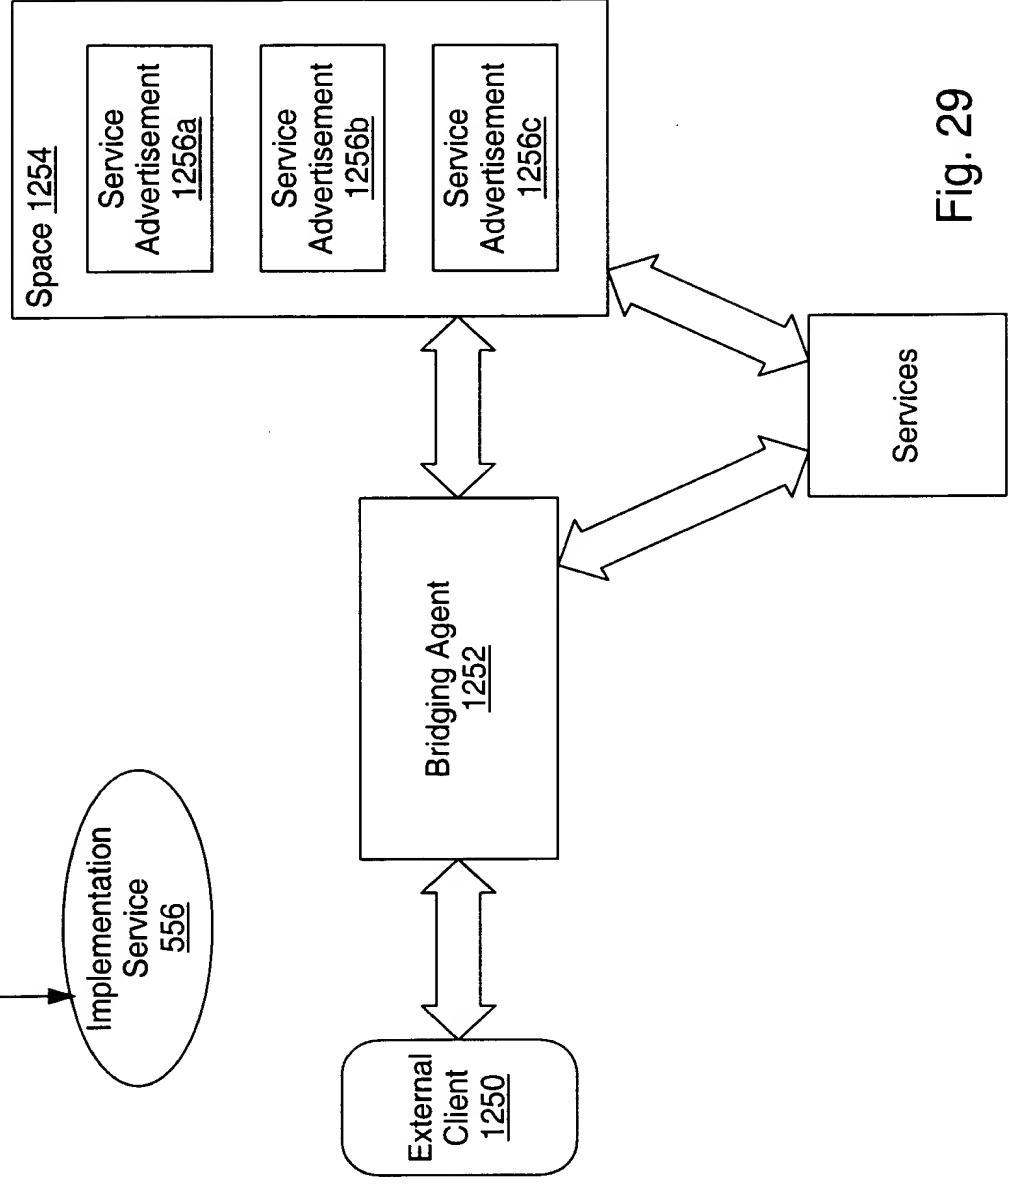 Implementation
Service
556
Space 1254
Service
Advertisement
1256a
Service
Advertisement
1256b
Service
Advertisement
1256c
External
Client
1250
Bridging Agent
1252
Services
Fig. 29